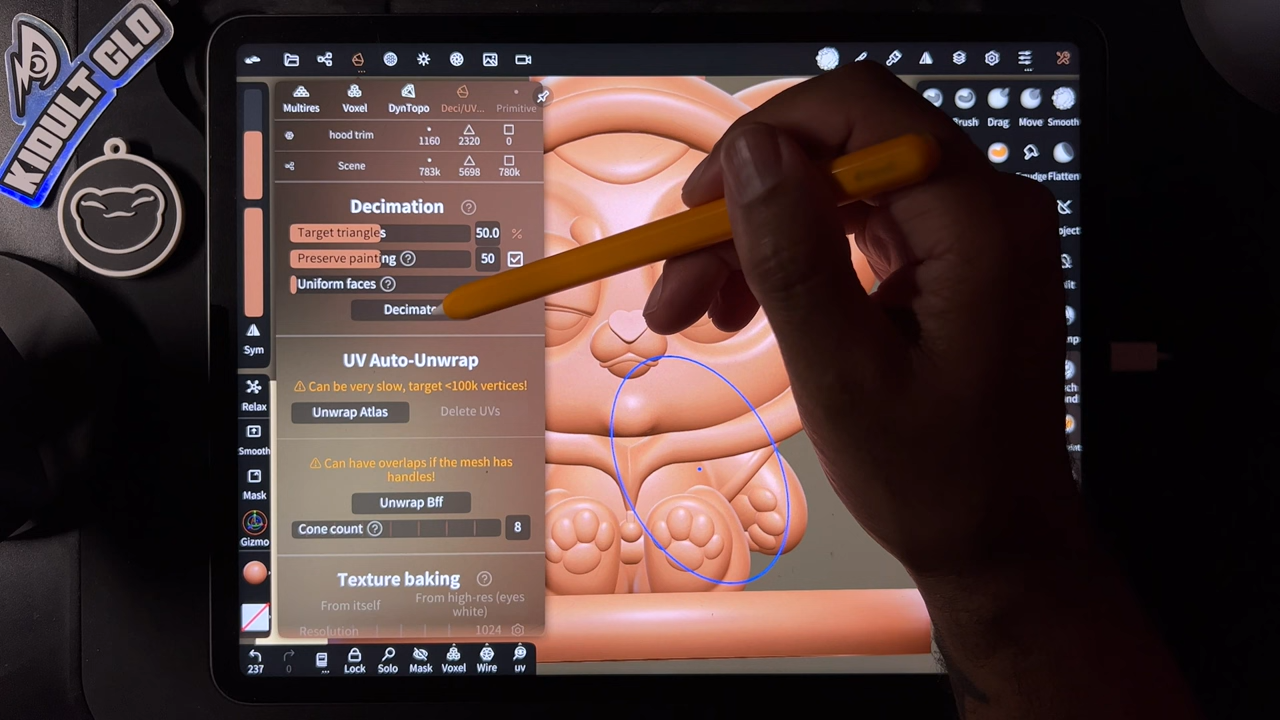 KIDULT CLO
Multires
Voxel
DynTopo
Deci/UV...
Primitive
hood trim
1160
2320
0
Scene
783k
5698
780k
Decimation ?
Target triangles
50.0
%
Preserve painting ?
50
Uniform faces ?
Decimate
UV Auto-Unwrap
Can be very slow, target <100k vertices!
Unwrap Atlas
Delete UVs
Can have overlaps if the mesh has
handles!
Unwrap Bff
Cone count ?
8
Texture baking ?
From itself
From high-res (eyes
white)
Resolution
1024
Sym
Relax
Smooth
Mask
Gizmo
237
0
...
Lock
Solo
Mask
Voxel
Wire
uv
Drag
Move
Smooth
Flatten